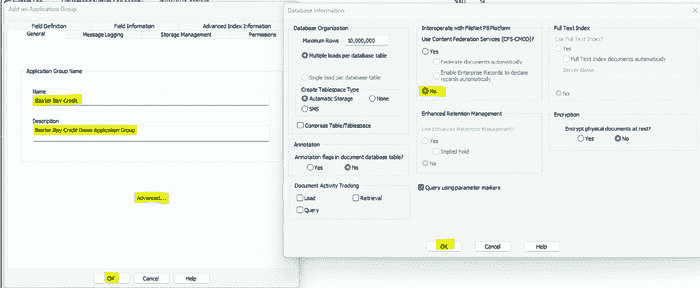 Add an Application Group
Field Definition
Field Information
Advanced Index Information
General
Message Logging
Storage Management
Permissions
Application Group Name
Name
Baxter Bay Credit
Description
Baxter Bay Credit Demo Application Group
Advanced...
OK
Cancel
Help
Database Information
Database Organization
Maximum Rows 10,000,000
Multiple loads per database table
Single load per database table
Create Tablespace Type
Automatic Storage
None
SMS
Compress Table/Tablespace
Annotation
Annotation flags in document database table?
Yes
No
Document Activity Tracking
Load
Retrieval
Query
Interoperate with FileNet P8 Platform
Use Content Federation Services (CFS-CMOD)?
Yes
Federate documents automatically
Enable Enterprise Records to declare
records automatically
No
Enhanced Retention Management
Use Enhanced Retention Management?
Yes
Implied hold
No
Query using parameter markers
Full Text Index
Use Full Text Index?
Yes
Full Text Index documents automatically
Server Name
No
Encryption
Encrypt physical documents at rest?
Yes
No
OK
Cancel
Help